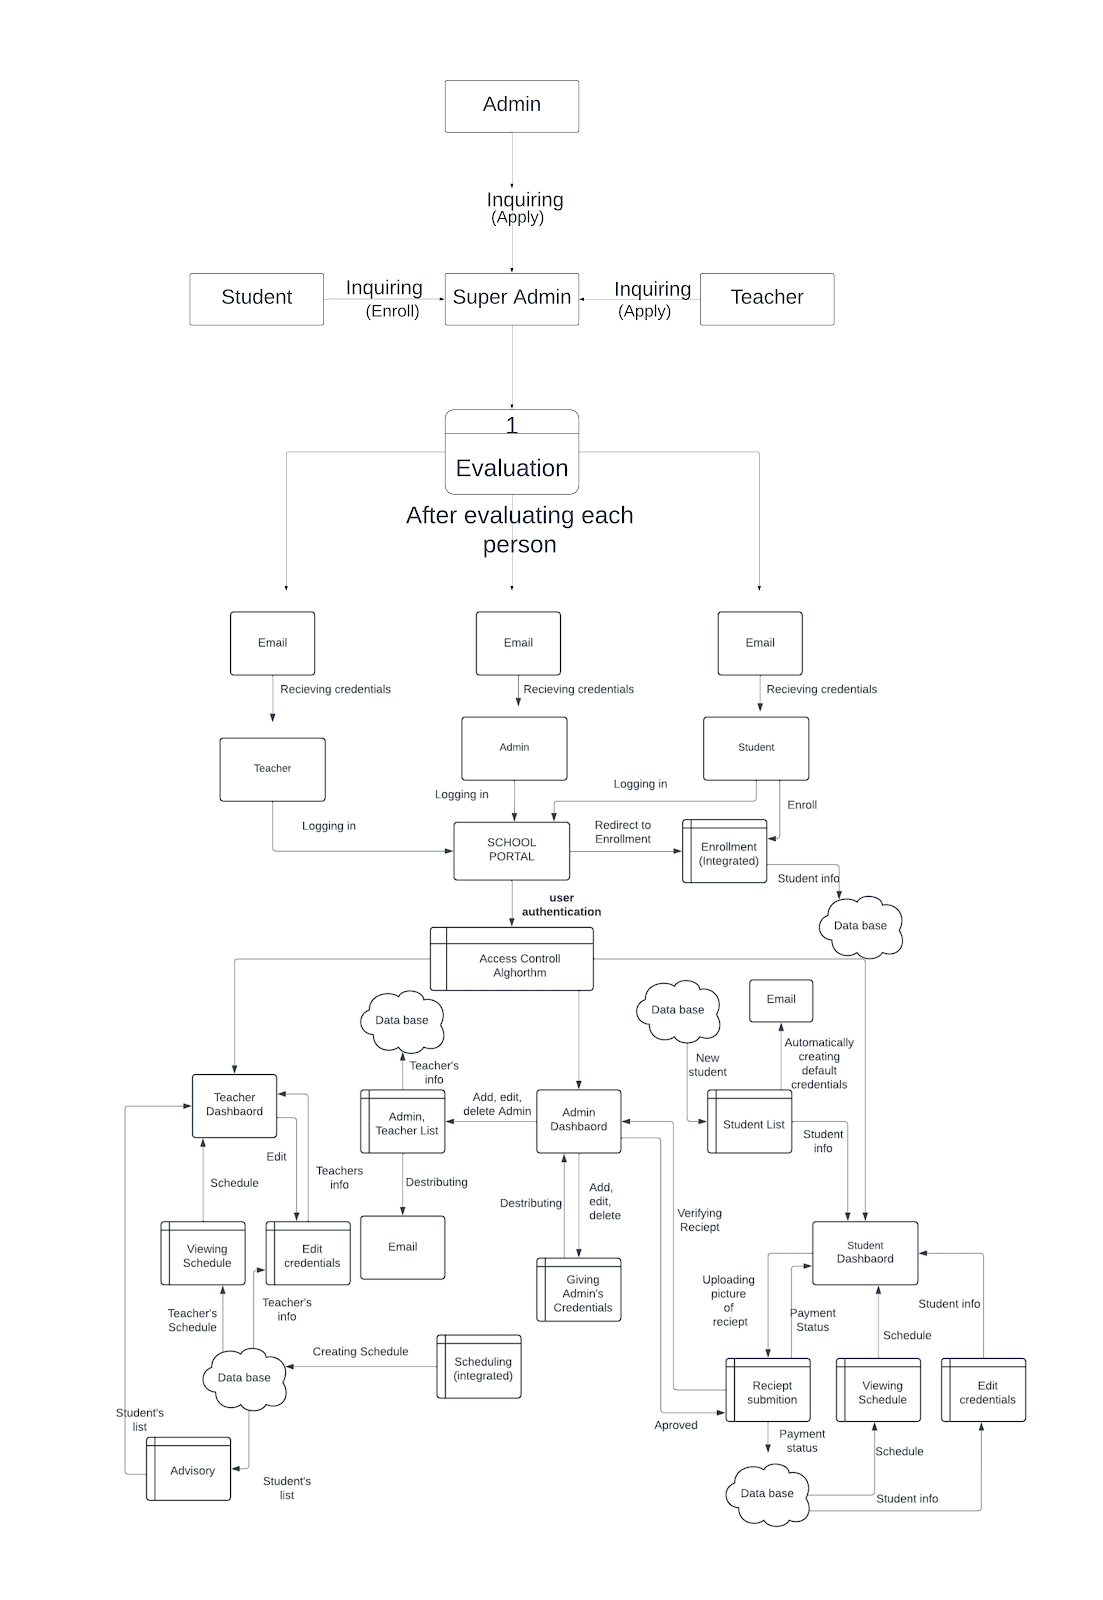 Admin
Inquiring
(Apply)
Student
Inquiring
(Enroll)
Super Admin
Inquiring
(Apply)
Teacher
1
Evaluation
After evaluating each
person
Email
Email
Email
Recieving credentials
Recieving credentials
Recieving credentials
Teacher
Admin
Student
Logging in
Logging in
Logging in
Enroll
SCHOOL
PORTAL
Redirect to
Enrollment
Enrollment
(Integrated)
Student info
Data base
user
authentication
Access Controll
Alghorthm
Data base
Data base
Email
Teacher's
info
New
student
Automatically
creating
default
credentials
Teacher
Dashbaord
Admin,
Teacher List
Add, edit,
delete Admin
Admin
Dashbaord
Student List
Student
info
Edit
Teachers
info
Schedule
Destributing
Destributing
Add,
edit,
delete
Verifying
Reciept
Viewing
Schedule
Edit
credentials
Email
Giving
Admin's
Credentials
Student
Dashbaord
Uploading
picture
of
reciept
Payment
Status
Schedule
Student info
Teacher's
Schedule
Teacher's
info
Data base
Creating Schedule
Scheduling
(integrated)
Reciept
submition
Viewing
Schedule
Edit
credentials
Student's
list
Aproved
Payment
status
Schedule
Advisory
Student's
list
Data base
Student info